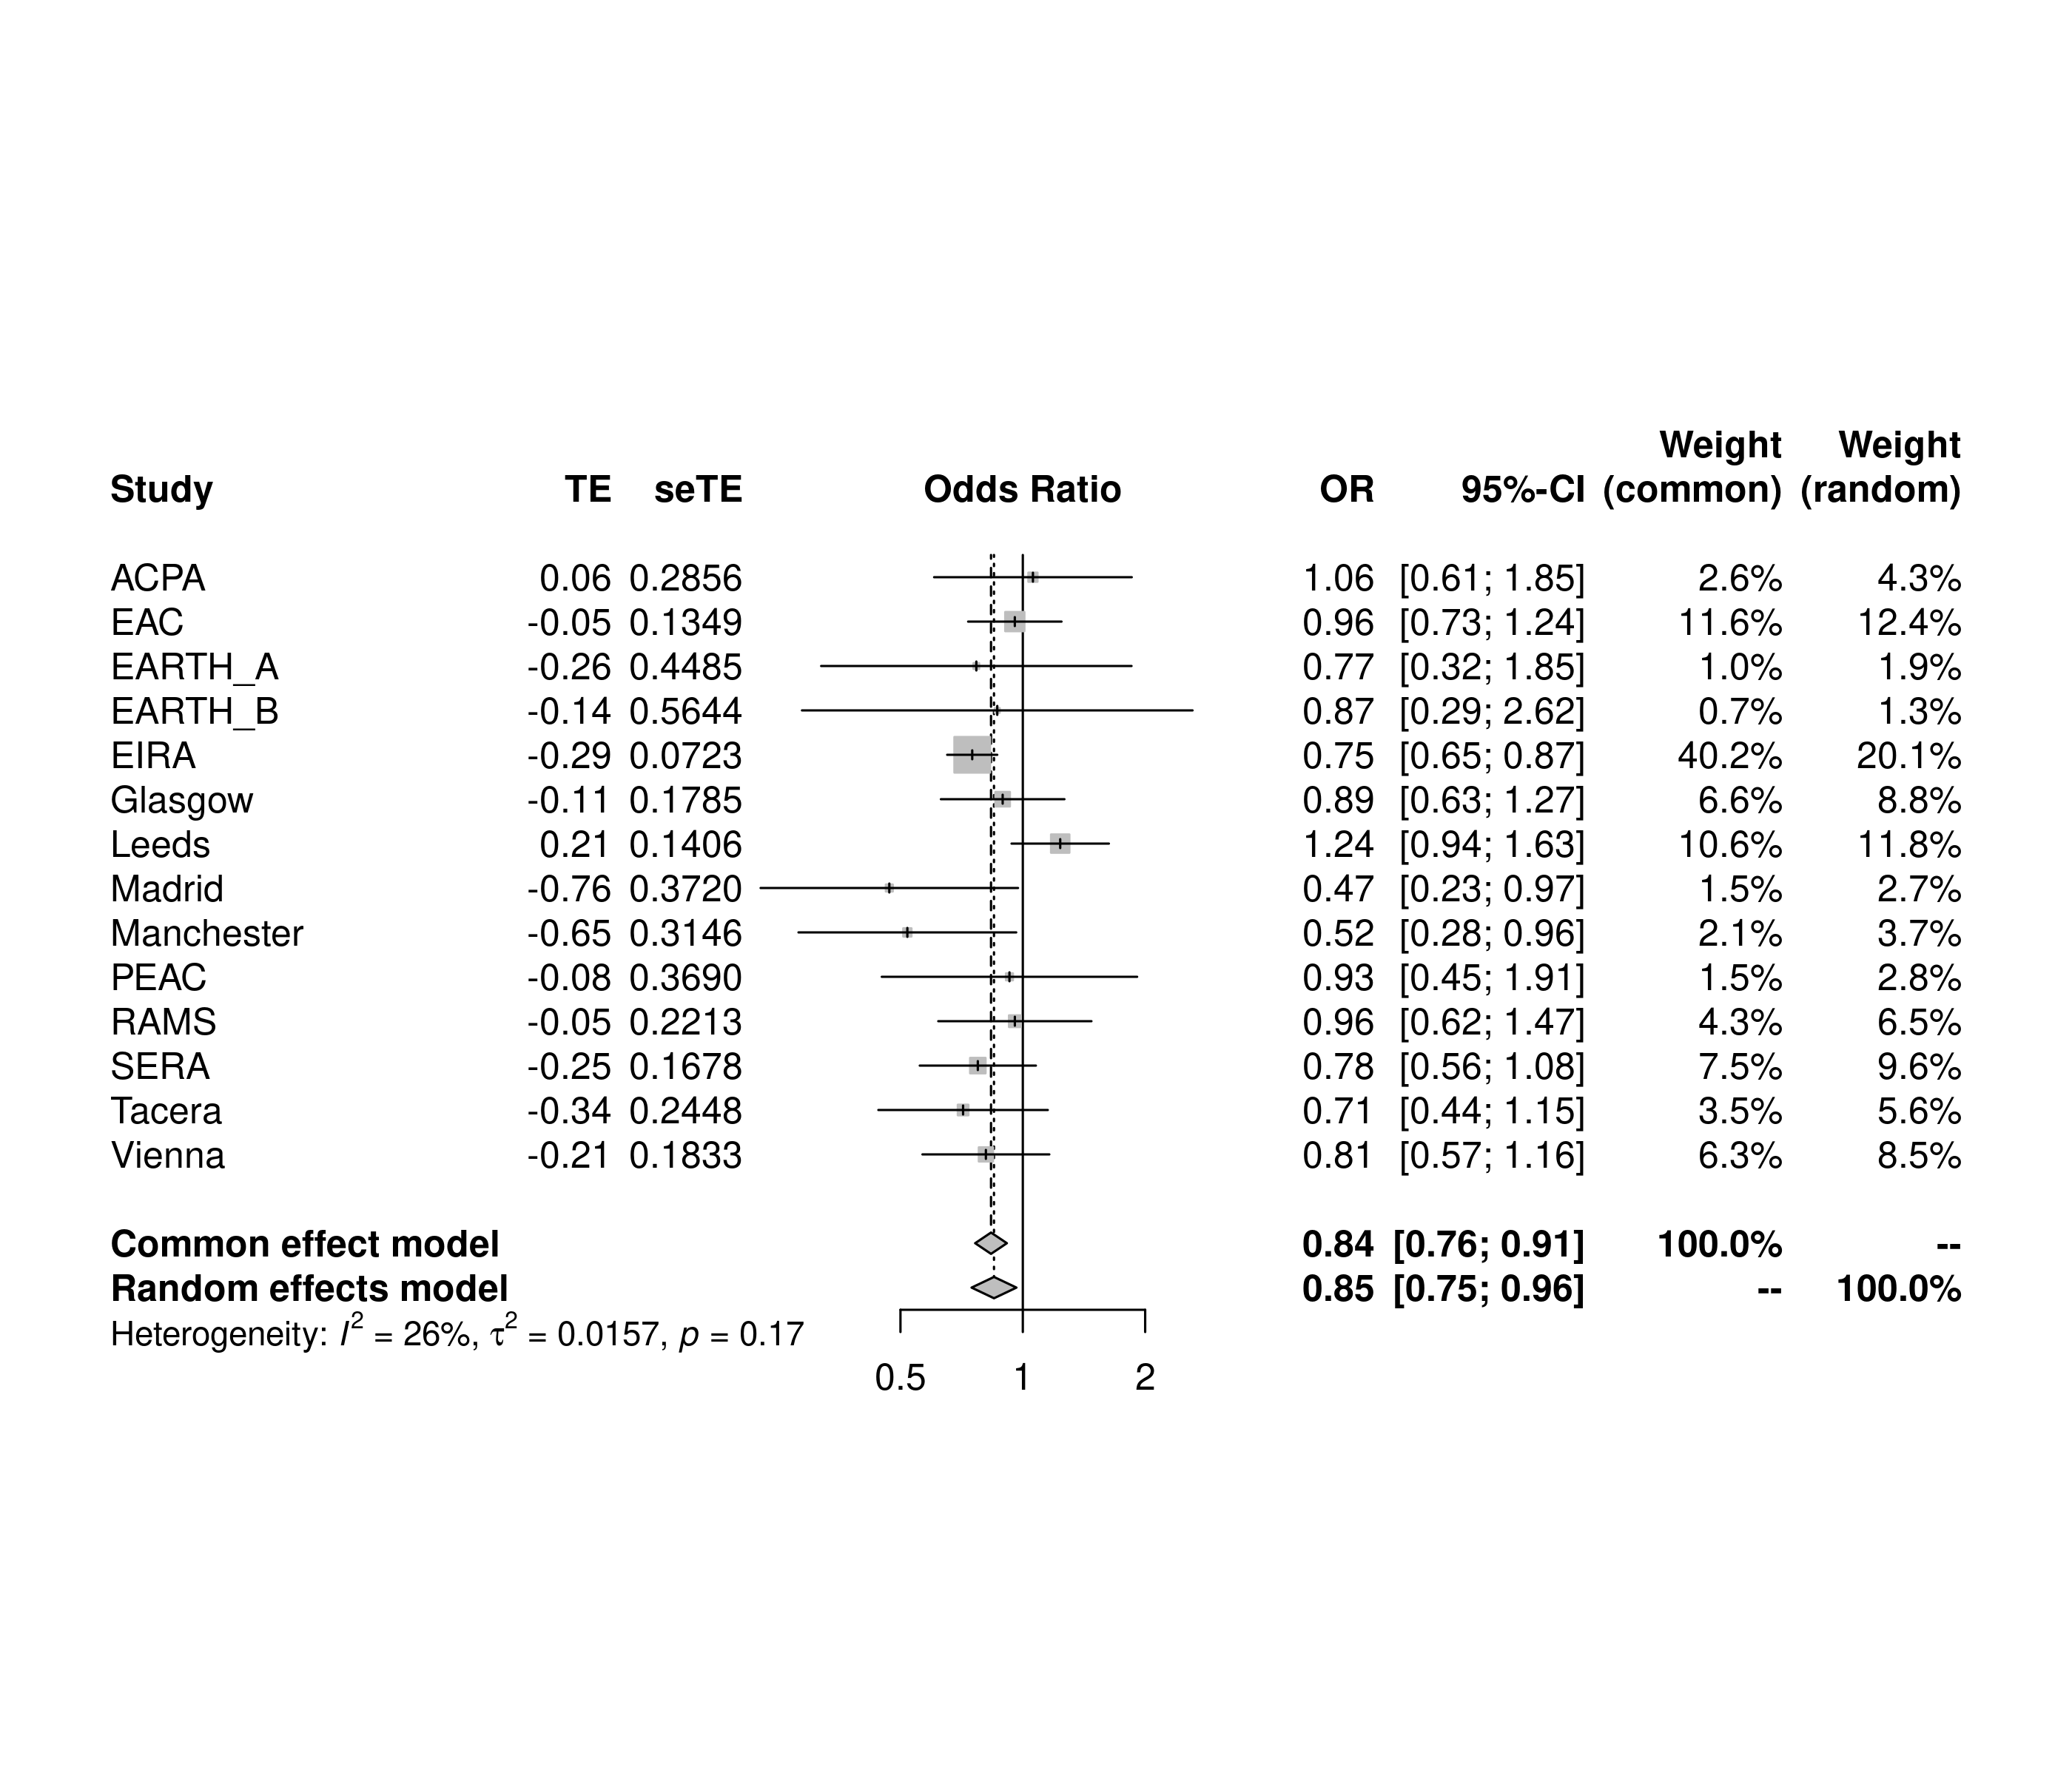 Weight Weight
Study TE seTE Odds Ratio OR 95%-CI (common) (random)
ACPA 0.06 0.2856 1.06 [0.61; 1.85] 2.6% 4.3%
EAC -0.05 0.1349 0.96 [0.73; 1.24] 11.6% 12.4%
EARTH_A -0.26 0.4485 0.77 [0.32; 1.85] 1.0% 1.9%
EARTH_B -0.14 0.5644 0.87 [0.29; 2.62] 0.7% 1.3%
EIRA -0.29 0.0723 0.75 [0.65; 0.87] 40.2% 20.1%
Glasgow -0.11 0.1785 0.89 [0.63; 1.27] 6.6% 8.8%
Leeds 0.21 0.1406 1.24 [0.94; 1.63] 10.6% 11.8%
Madrid -0.76 0.3720 0.47 [0.23; 0.97] 1.5% 2.7%
Manchester -0.65 0.3146 0.52 [0.28; 0.96] 2.1% 3.7%
PEAC -0.08 0.3690 0.93 [0.45; 1.91] 1.5% 2.8%
RAMS -0.05 0.2213 0.96 [0.62; 1.47] 4.3% 6.5%
SERA -0.25 0.1678 0.78 [0.56; 1.08] 7.5% 9.6%
Tacera -0.34 0.2448 0.71 [0.44; 1.15] 3.5% 5.6%
Vienna -0.21 0.1833 0.81 [0.57; 1.16] 6.3% 8.5%
Common effect model 0.84 [0.76; 0.91] 100.0% --
Random effects model 0.85 [0.75; 0.96] -- 100.0%
Heterogeneity: I² = 26%, τ² = 0.0157, p = 0.17
0.5 1 2